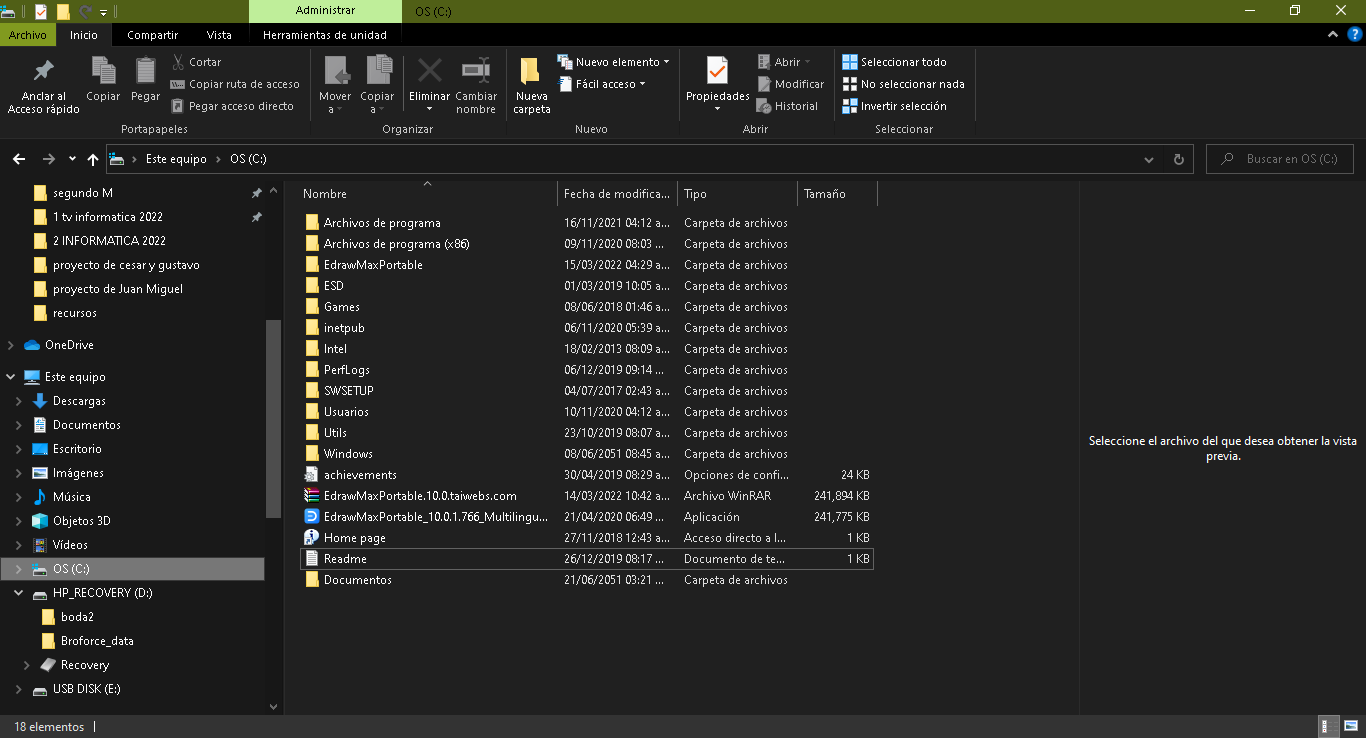 Administrar OS (C:)
Archivo Inicio Compartir Vista Herramientas de unidad
Anclar al Acceso rápido
Copiar
Pegar
Cortar
Copiar ruta de acceso
Pegar acceso directo
Portapapeles
Mover a
Copiar a
Eliminar
Cambiar nombre
Organizar
Nueva carpeta
Nuevo elemento
Fácil acceso
Nuevo
Propiedades
Abrir
Modificar
Historial
Abrir
Seleccionar todo
No seleccionar nada
Invertir selección
Seleccionar
Este equipo OS (C:)
Buscar en OS (C:)
segundo M
1 tv informatica 2022
2 INFORMATICA 2022
proyecto de cesar y gustavo
proyecto de Juan Miguel
recursos
OneDrive
Este equipo
Descargas
Documentos
Escritorio
Imágenes
Música
Objetos 3D
Vídeos
OS (C:)
HP_RECOVERY (D:)
boda2
Broforce_data
Recovery
USB DISK (E:)
Nombre Fecha de modifica... Tipo Tamaño
Archivos de programa 16/11/2021 04:12 a... Carpeta de archivos
Archivos de programa (x86) 09/11/2020 08:03 ... Carpeta de archivos
EdrawMaxPortable 15/03/2022 04:29 a... Carpeta de archivos
ESD 01/03/2019 10:05 a... Carpeta de archivos
Games 08/06/2018 01:46 a... Carpeta de archivos
inetpub 06/11/2020 05:39 a... Carpeta de archivos
Intel 18/02/2013 08:09 a... Carpeta de archivos
PerfLogs 06/12/2019 09:14 ... Carpeta de archivos
SWSETUP 04/07/2017 02:43 a... Carpeta de archivos
Usuarios 10/11/2020 04:12 a... Carpeta de archivos
Utils 23/10/2019 08:07 a... Carpeta de archivos
Windows 08/06/2051 08:45 a... Carpeta de archivos
achievements 30/04/2019 08:29 a... Opciones de confi... 24 KB
EdrawMaxPortable.10.0.taiwebs.com 14/03/2022 10:42 a... Archivo WinRAR 241,894 KB
EdrawMaxPortable_10.0.1.766_Multilingu... 21/04/2020 06:49 ... Aplicación 241,775 KB
Home page 27/11/2018 12:43 a... Acceso directo a l... 1 KB
Readme 26/12/2019 08:17 ... Documento de te... 1 KB
Documentos 21/06/2051 03:21 ... Carpeta de archivos
Seleccione el archivo del que desea obtener la vista
previa.
18 elementos